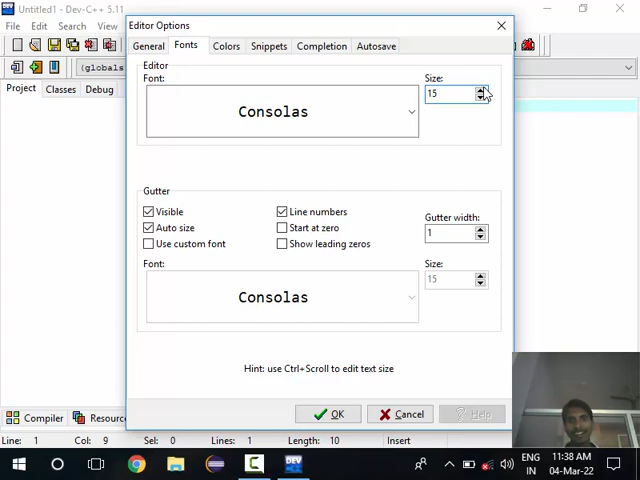 Untitled1 - Dev-C++ 5.11
File Edit Search View
(globals
Project Classes Debug
Editor Options
General Fonts Colors Snippets Completion Autosave
Editor
Font:
Size:
Consolas
15
Gutter
Visible
Line numbers
Gutter width:
Auto size
Start at zero
1
Use custom font
Show leading zeros
Font:
Size:
Consolas
15
Hint: use Ctrl+Scroll to edit text size
OK Cancel Help
Compiler
Line: 1 Col: 9 Sel: 0 Lines: 1 Length: 10 Insert
DEV
ENG
IN
11:38 AM
04-Mar-22